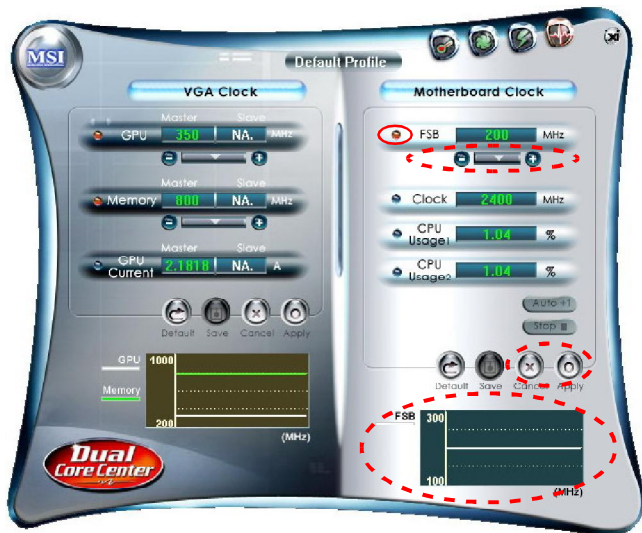 MSI
Default Profile
VGA Clock
Master Slave
GPU 350 NA. MHz
Master Slave
Memory 800 NA. MHz
Master Slave
GPU Current 2.1818 NA. A
Default Save Cancel Apply
GPU
Memory
1000
200
(MHz)
Dual
Core Center
Motherboard Clock
FSB 200 MHz
Clock 2400 MHz
CPU Usage1 1.04 %
CPU Usage2 1.04 %
Auto +1
Stop
Default Save Cancel Apply
FSB
300
100
(MHz)